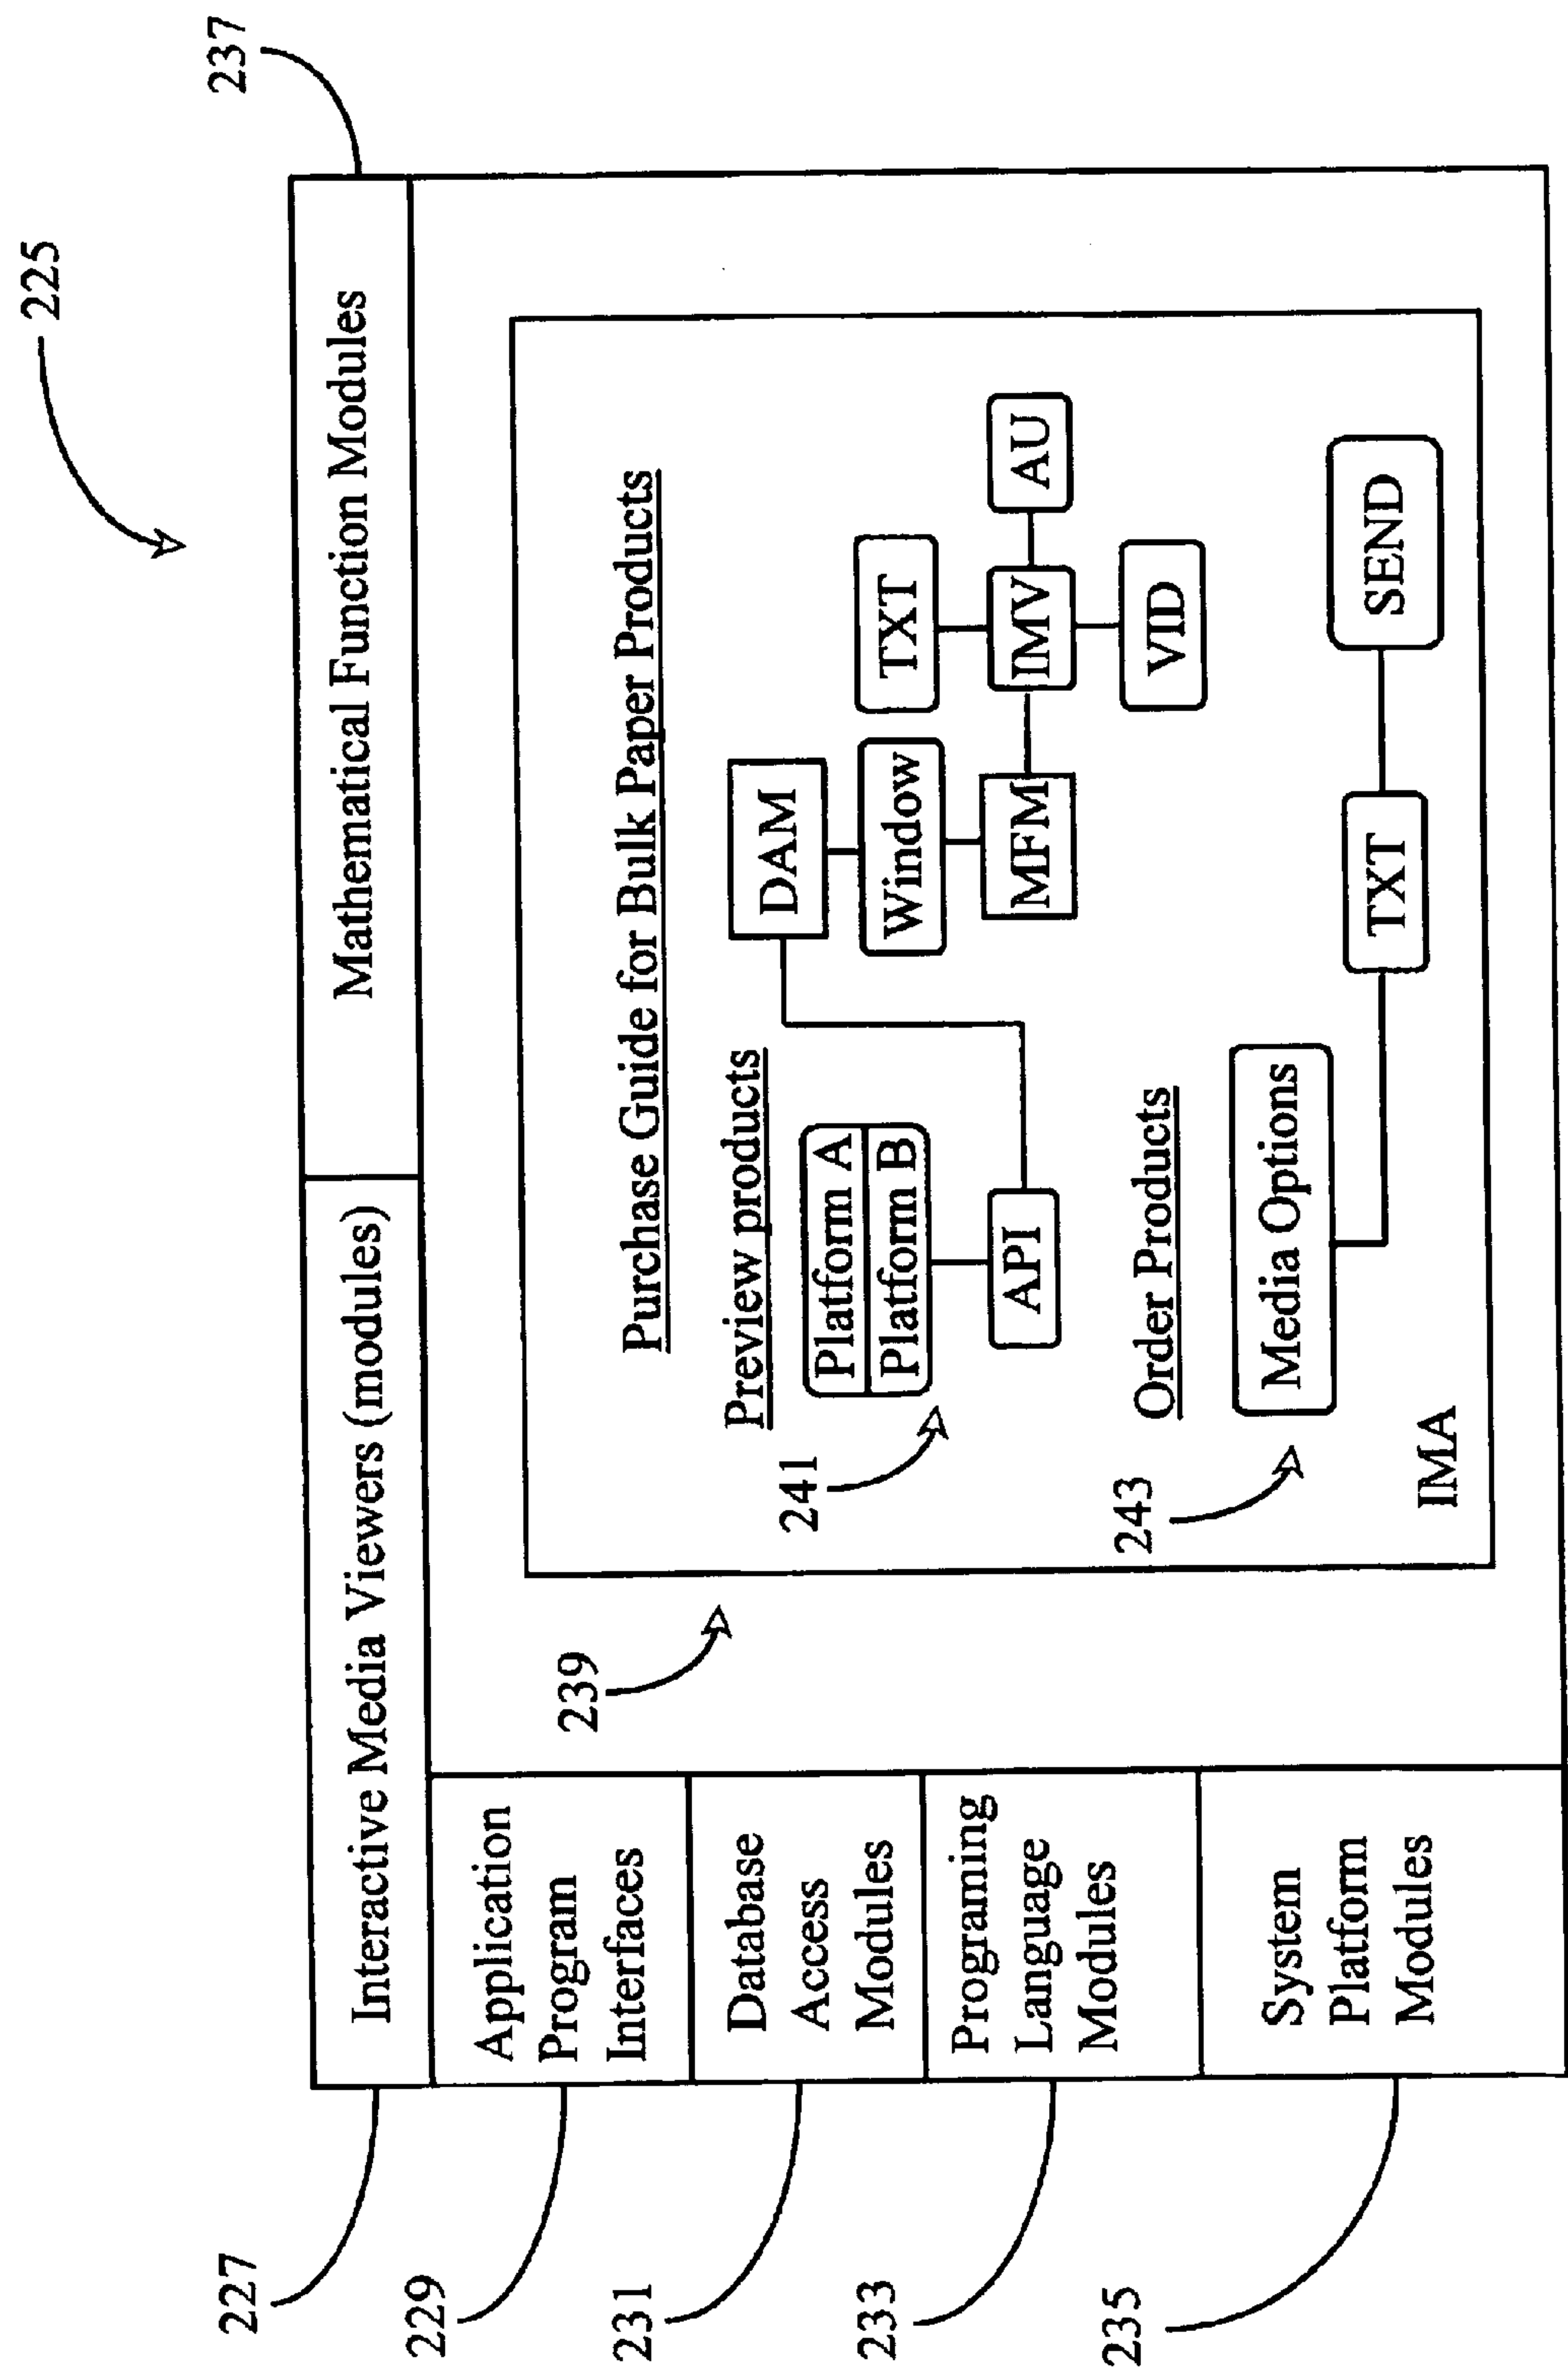 225
237
Interactive Media Viewers (modules)
Mathematical Function Modules
227
229
Application
Program
Interfaces
231
Database
Access
Modules
233
Programing
Language
Modules
235
System
Platform
Modules
239
Purchase Guide for Bulk Paper Products
Preview products
241
Platform A
Platform B
API
DAM
Window
MFM
TXT
IMV
AU
VID
Order Products
243
Media Options
TXT
SEND
IMA